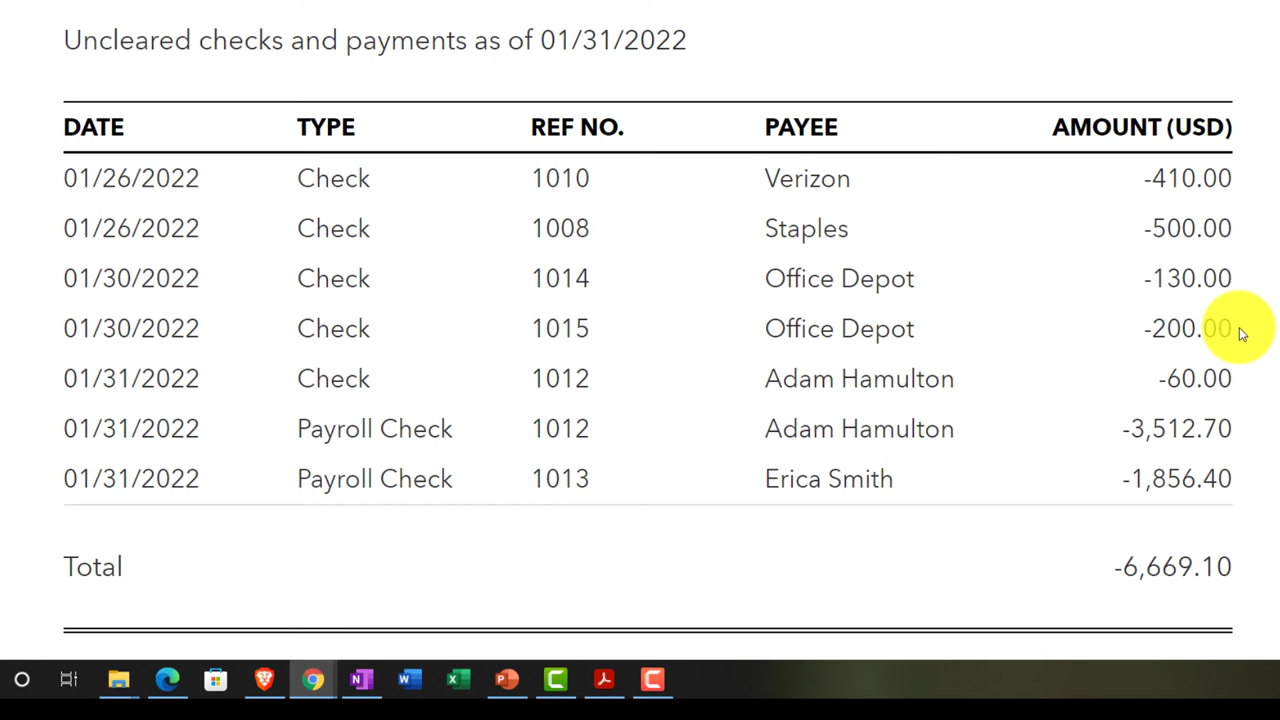 Uncleared checks and payments as of 01/31/2022
DATE TYPE REF NO. PAYEE AMOUNT (USD)
01/26/2022 Check 1010 Verizon -410.00
01/26/2022 Check 1008 Staples -500.00
01/30/2022 Check 1014 Office Depot -130.00
01/30/2022 Check 1015 Office Depot -200.00
01/31/2022 Check 1012 Adam Hamulton -60.00
01/31/2022 Payroll Check 1012 Adam Hamulton -3,512.70
01/31/2022 Payroll Check 1013 Erica Smith -1,856.40
Total -6,669.10